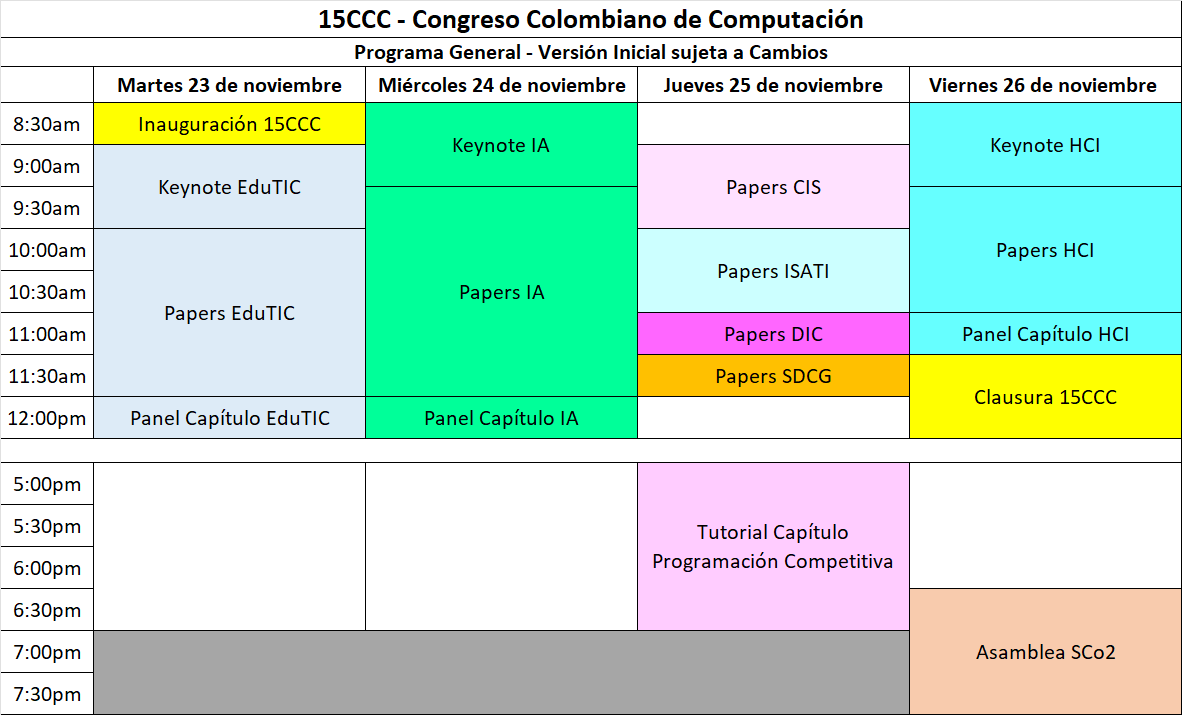 15CCC - Congreso Colombiano de Computación
Programa General - Versión Inicial sujeta a Cambios
Martes 23 de noviembre Miércoles 24 de noviembre Jueves 25 de noviembre Viernes 26 de noviembre
8:30am Inauguración 15CCC
Keynote IA Keynote HCI
9:00am
Keynote EduTIC Papers CIS
9:30am
10:00am Papers HCI
Papers ISATI
10:30am Papers IA
Papers EduTIC
11:00am Papers DIC Panel Capítulo HCI
11:30am Papers SDCG
Clausura 15CCC
12:00pm Panel Capítulo EduTIC Panel Capítulo IA
5:00pm
5:30pm
Tutorial Capítulo
Programación Competitiva
6:00pm
6:30pm
7:00pm Asamblea SCo2
7:30pm